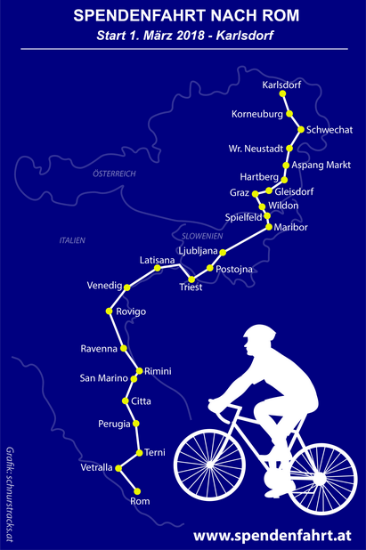 SPENDENFAHRT NACH ROM
Start 1. März 2018 - Karlsdorf
Karlsdorf
Korneuburg
Schwechat
Wr. Neustadt
Aspang Markt
ÖSTERREICH
Hartberg
Gleisdorf
Graz
Wildon
Spielfeld
Maribor
SLOWENIEN
ITALIEN
Ljubljana
Latisana
Postojna
Triest
Venedig
Rovigo
Ravenna
Rimini
San Marino
Citta
Perugia
Terni
Vetralla
Rom
Grafik: schnurstracks.at
www.spendenfahrt.at